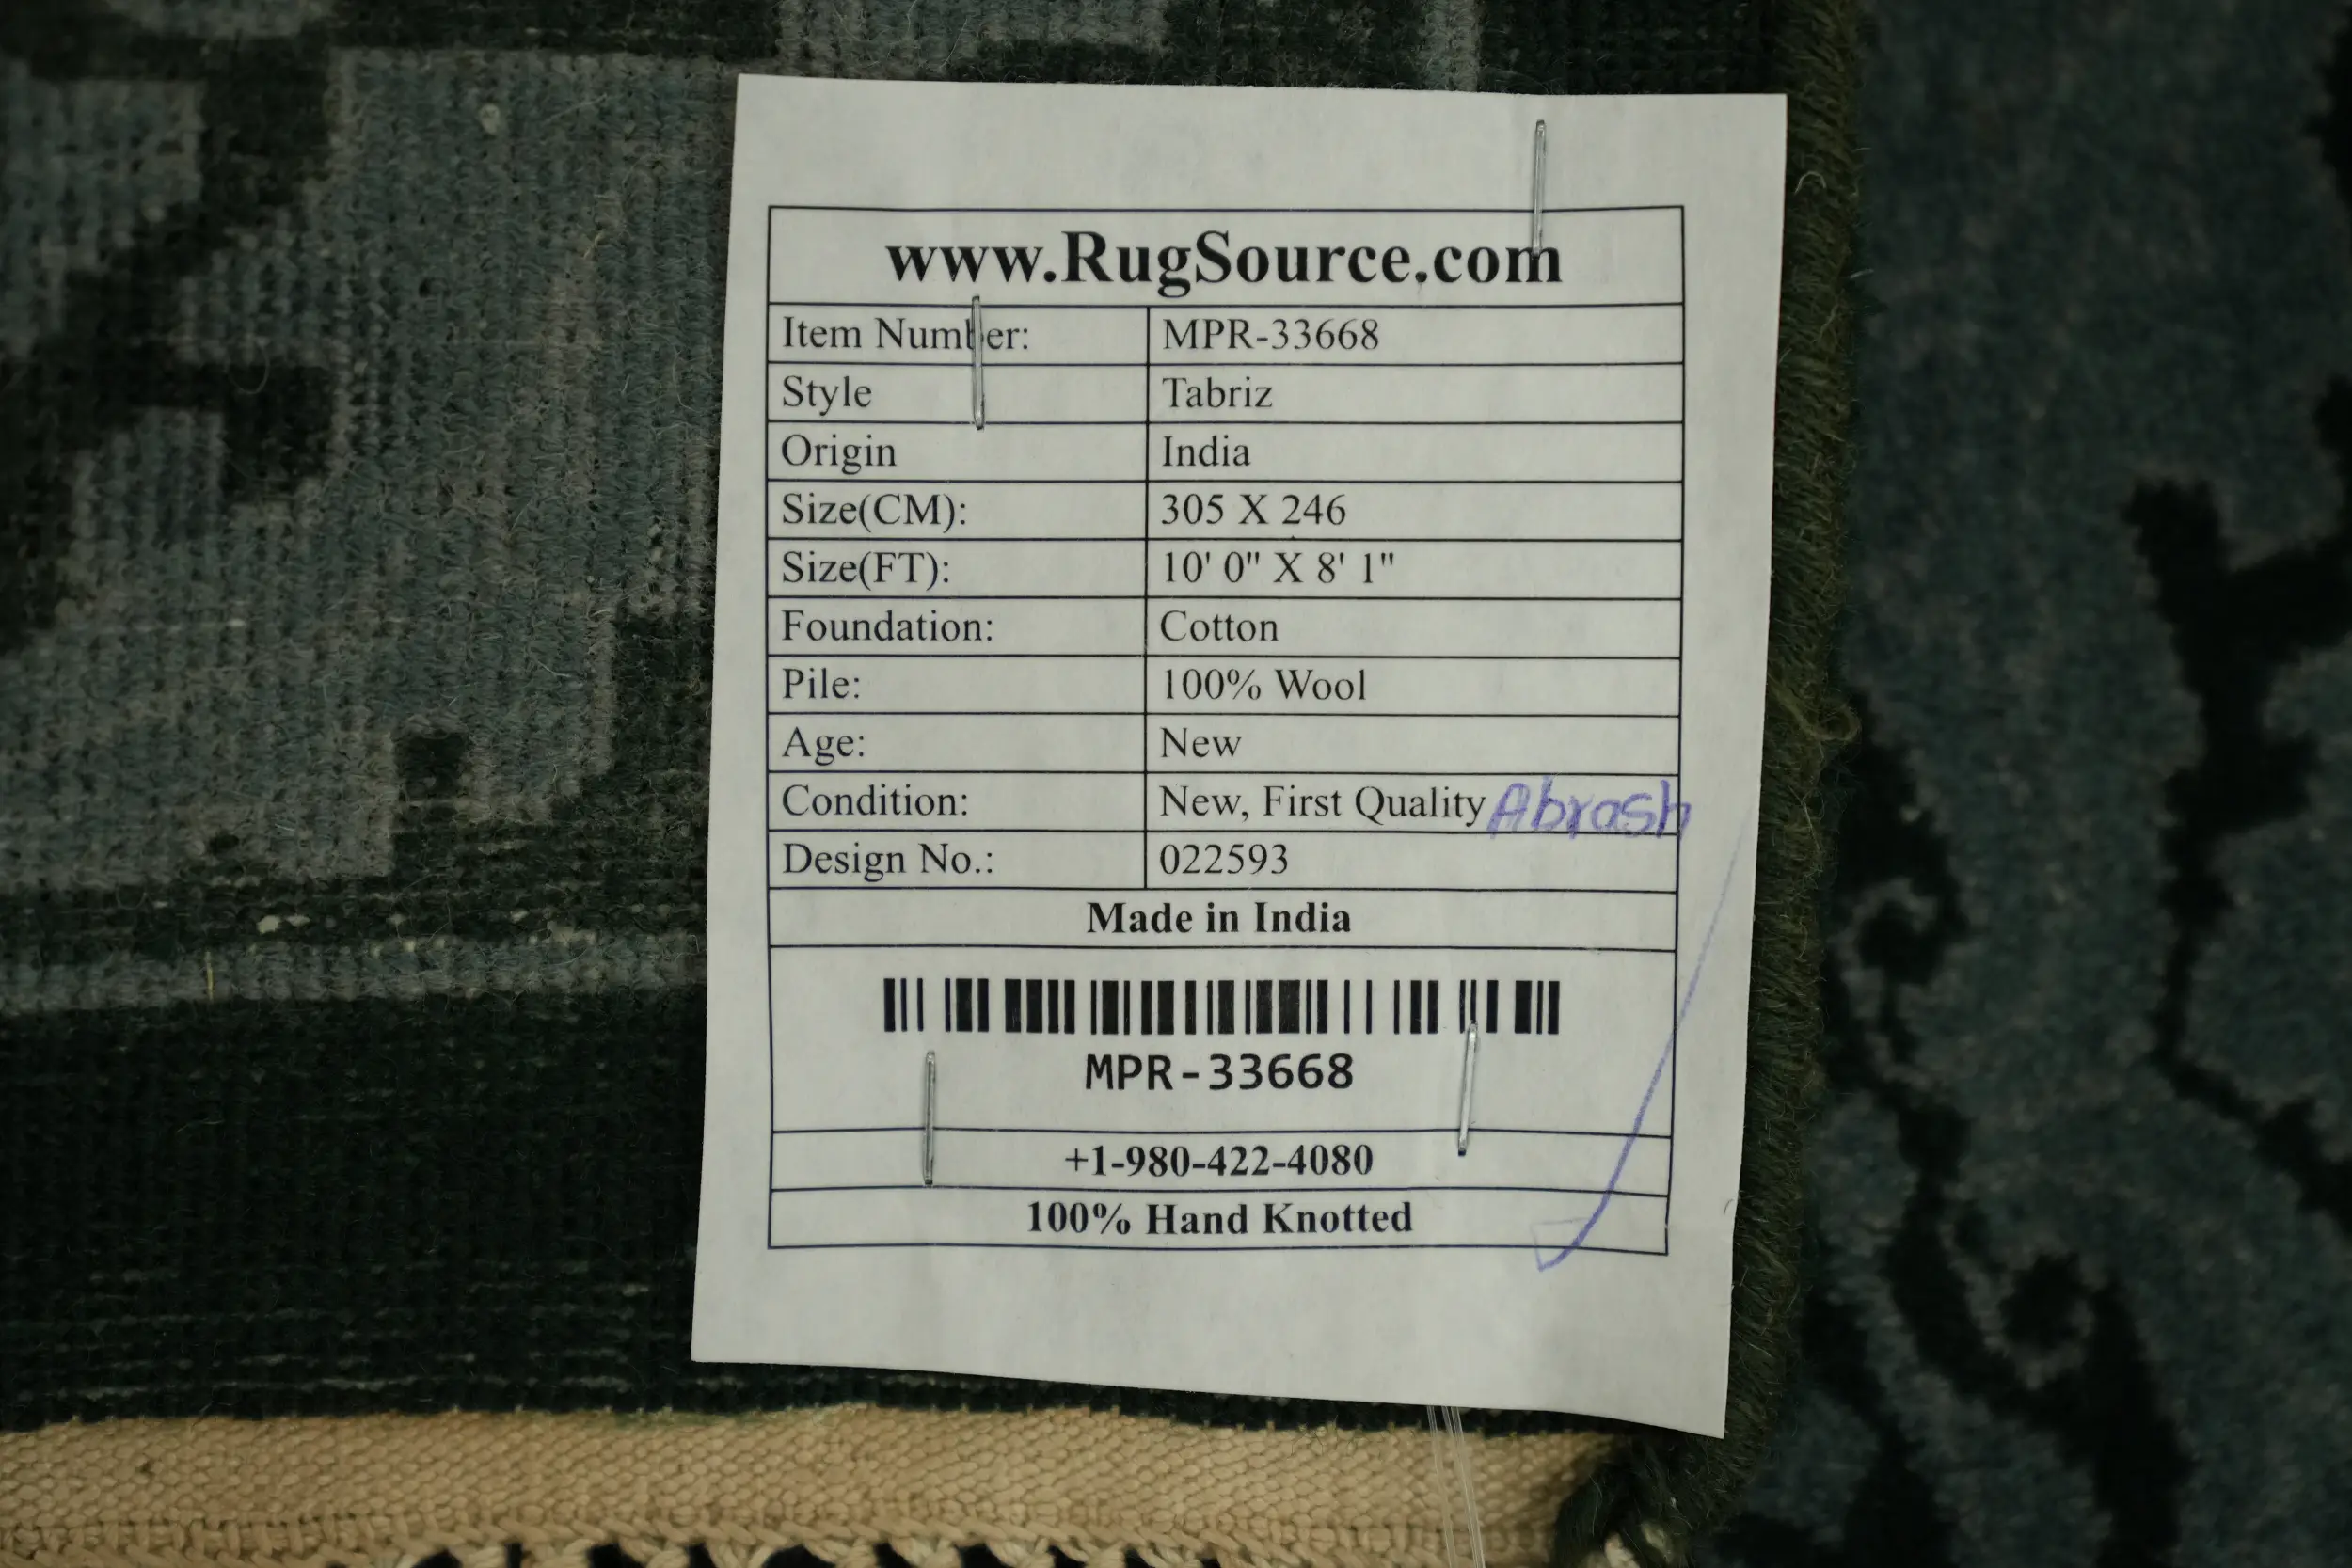 www.RugSource.com
Item Number: MPR-33668
Style Tabriz
Origin India
Size(CM): 305 X 246
Size(FT): 10' 0" X 8' 1"
Foundation: Cotton
Pile: 100% Wool
Age: New
Condition: New, First Quality Abrash
Design No.: 022593
Made in India
MPR-33668
+1-980-422-4080
100% Hand Knotted